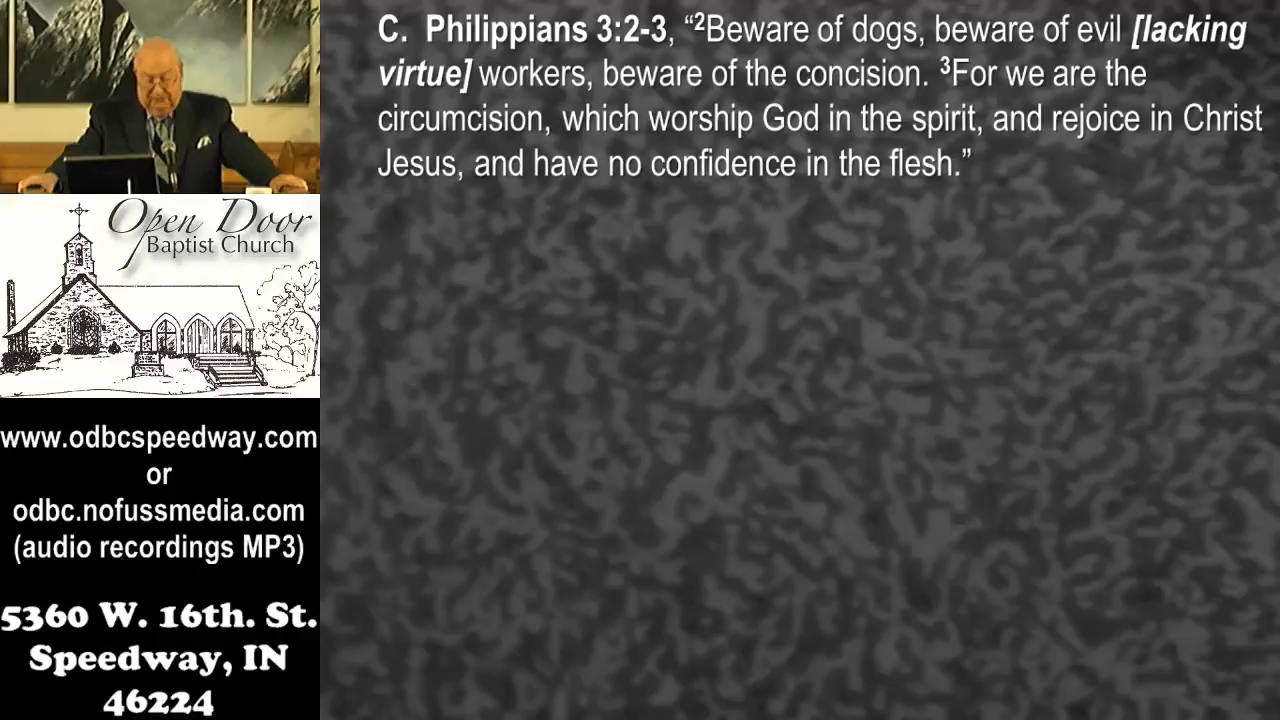 C. Philippians 3:2-3, “²Beware of dogs, beware of evil [lacking
virtue] workers, beware of the concision. ³For we are the
circumcision, which worship God in the spirit, and rejoice in Christ
Jesus, and have no confidence in the flesh.”
Open Door
Baptist Church
www.odbcspeedway.com
or
odbc.nofussmedia.com
(audio recordings MP3)
5360 W. 16th. St.
Speedway, IN
46224